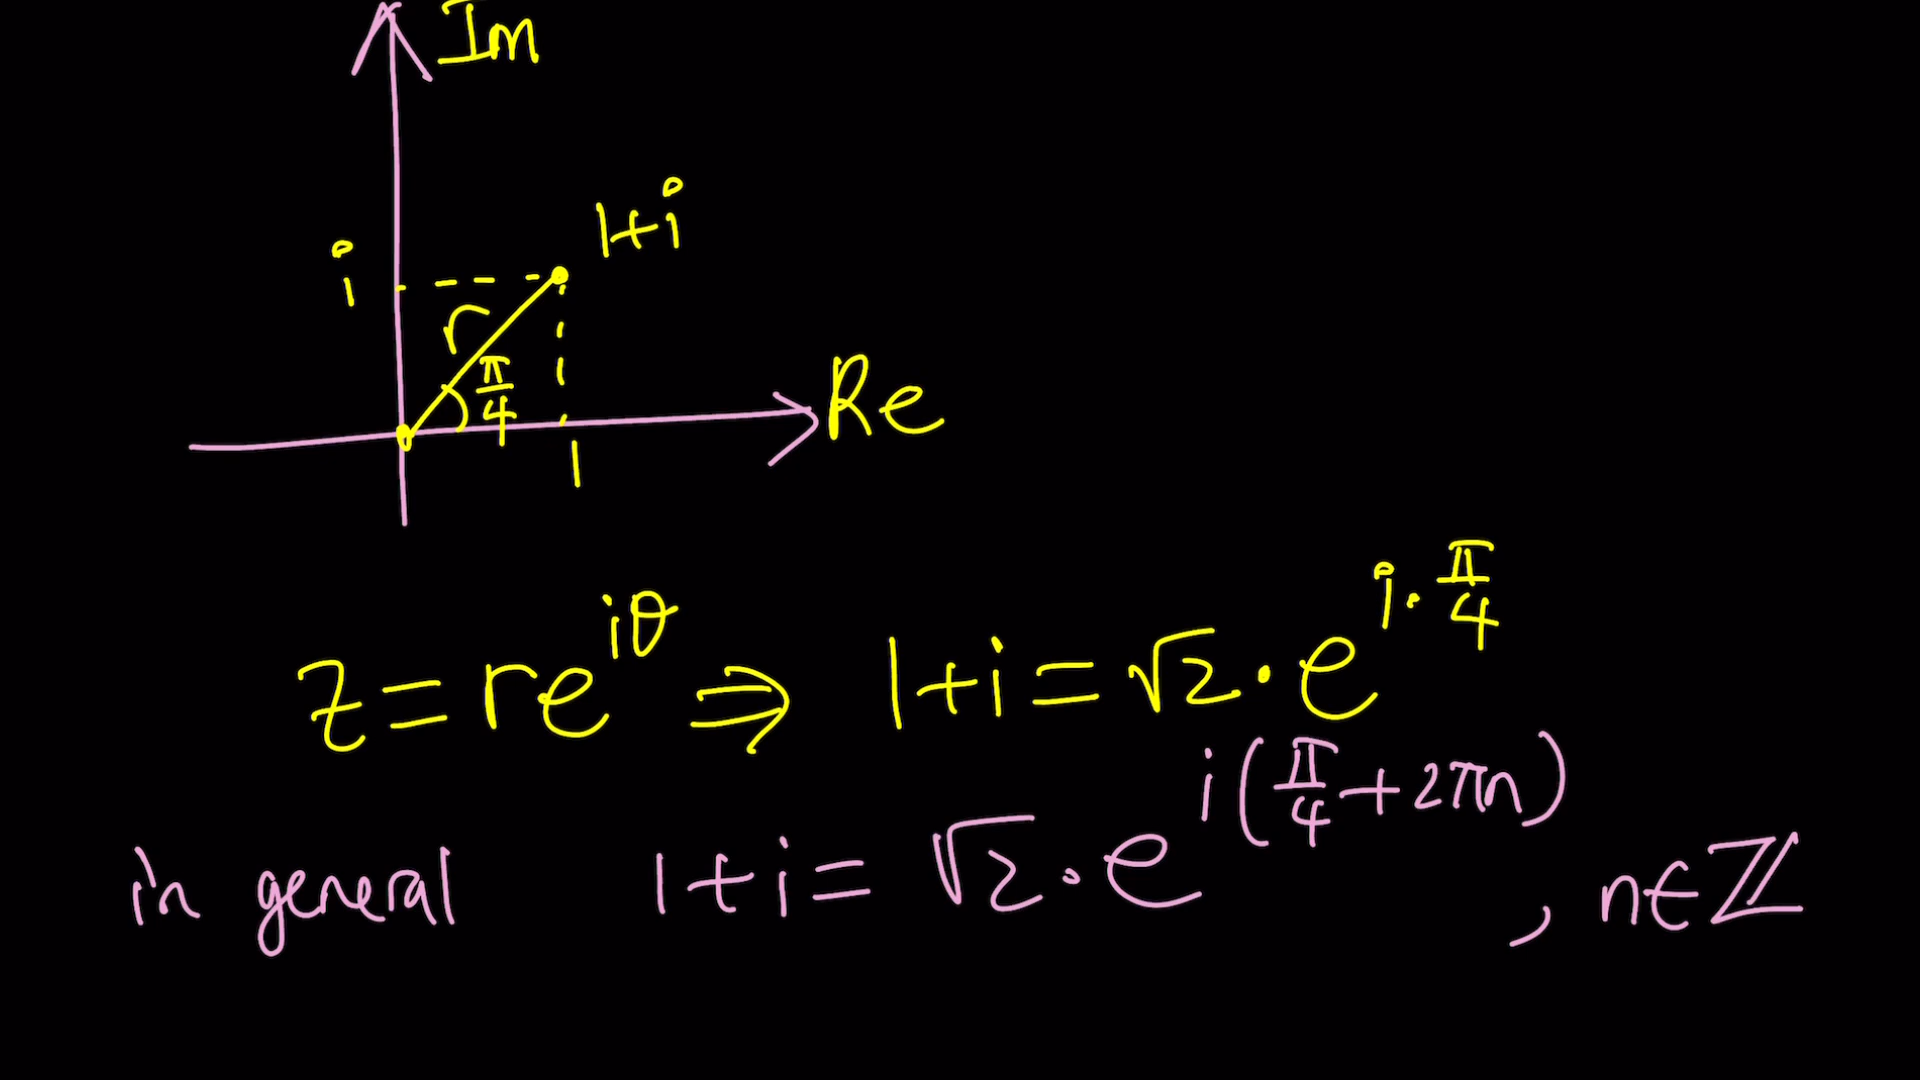 Im
1+i
i
r
π/4
Re
1
z=re^{iθ} ⇒ 1+i=√2·e^{i·π/4}
in general 1+i=√2·e^{i(π/4+2πn)}, n∈ℤ